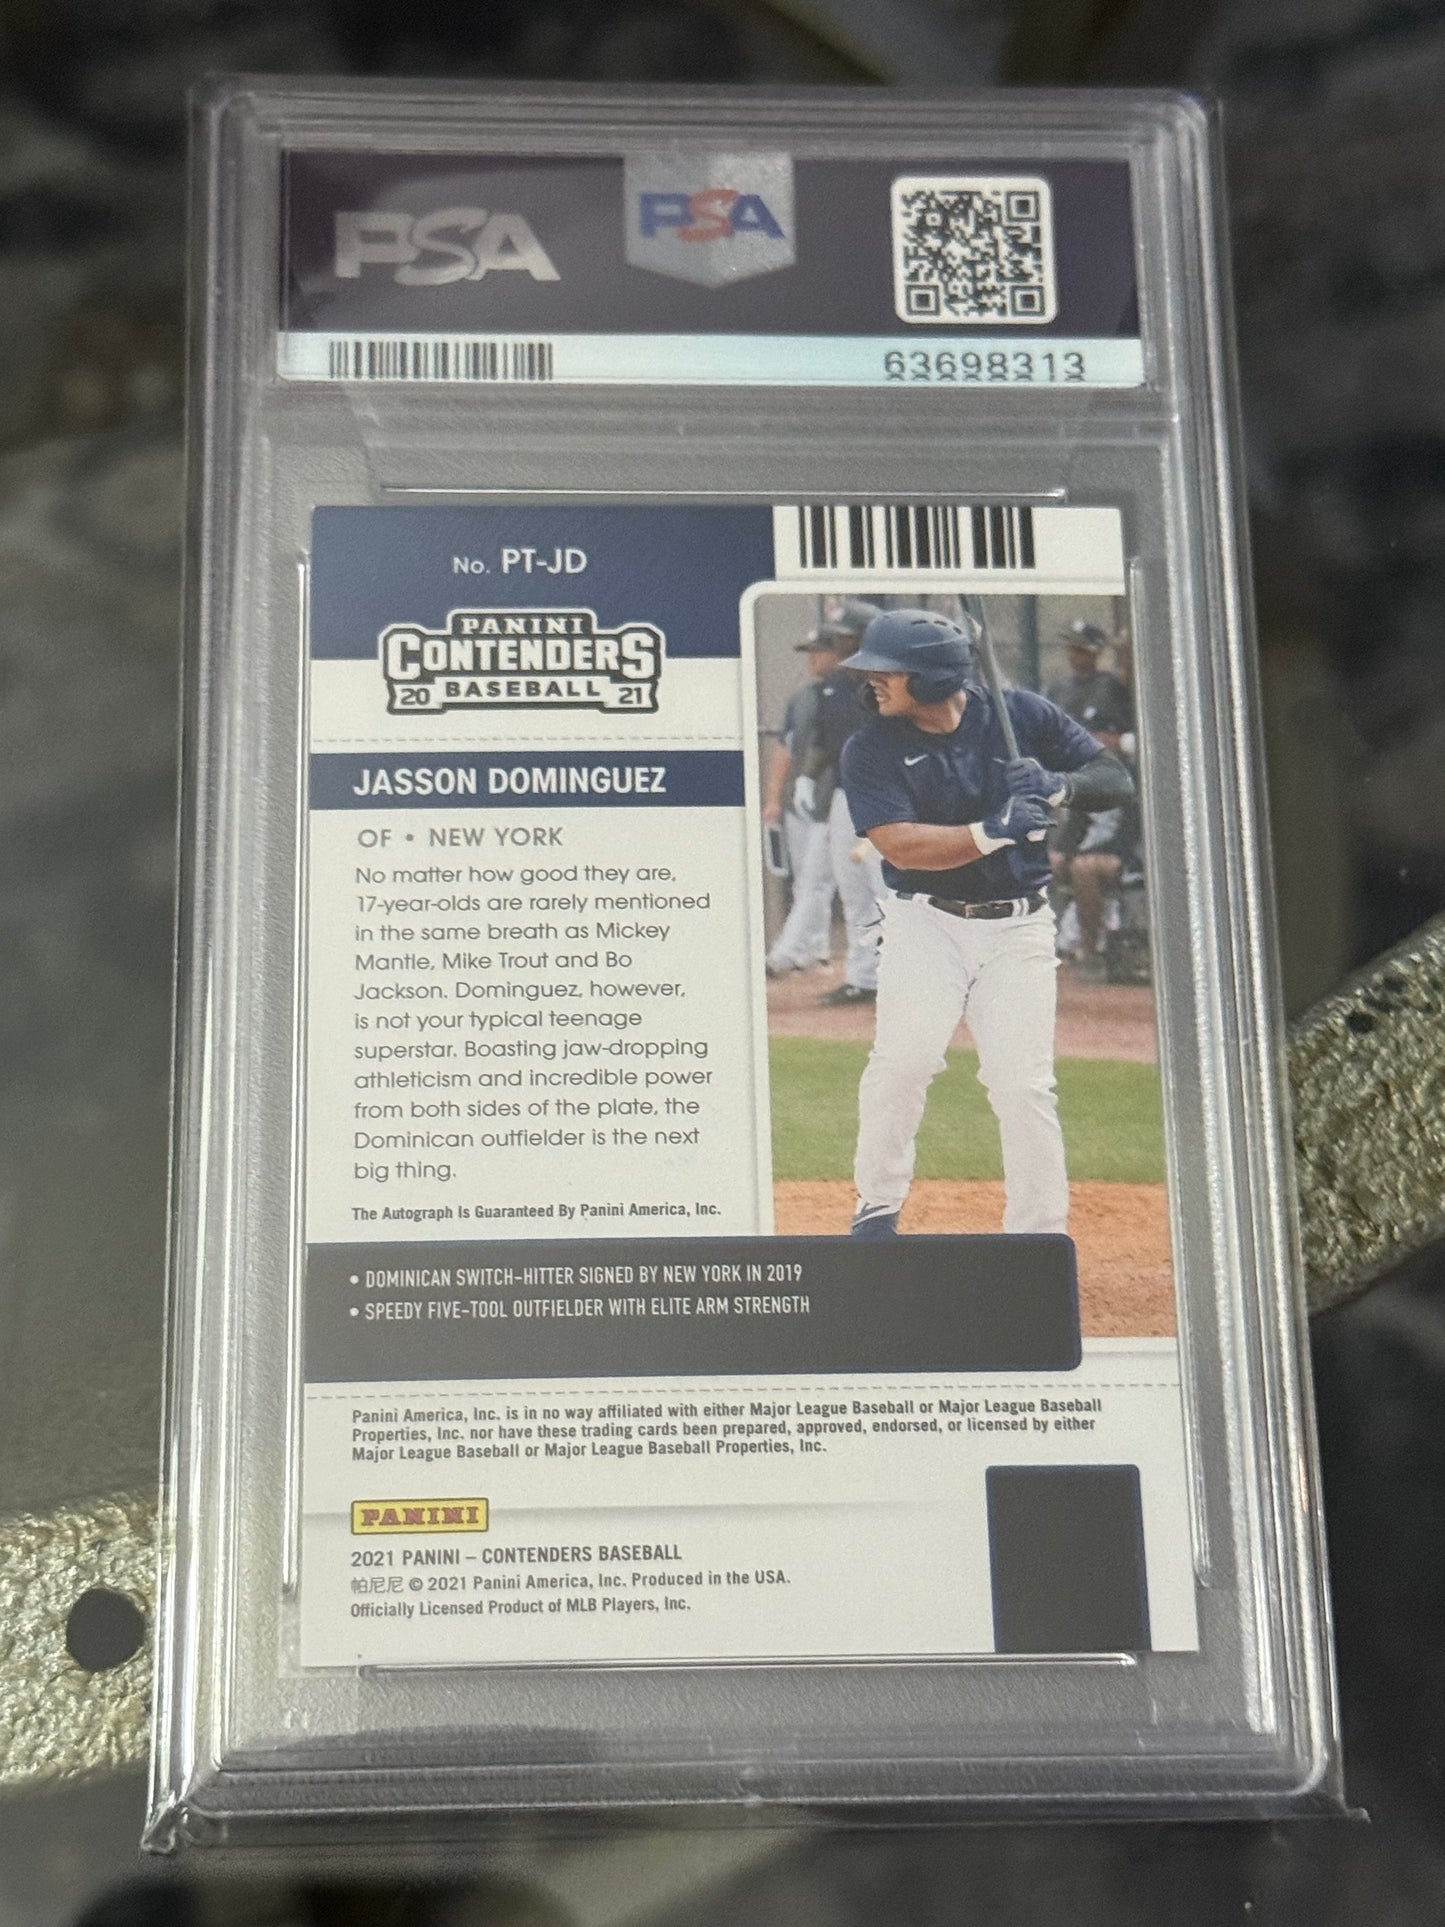 PSA
PSA
63698313
No. PT-JD
PANINI
CONTENDERS
20 BASEBALL 21
JASSON DOMINGUEZ
OF • NEW YORK
No matter how good they are,
17-year-olds are rarely mentioned
in the same breath as Mickey
Mantle, Mike Trout and Bo
Jackson. Dominguez, however,
is not your typical teenage
superstar. Boasting jaw-dropping
athleticism and incredible power
from both sides of the plate, the
Dominican outfielder is the next
big thing.
The Autograph Is Guaranteed By Panini America, Inc.
• DOMINICAN SWITCH-HITTER SIGNED BY NEW YORK IN 2019
• SPEEDY FIVE-TOOL OUTFIELDER WITH ELITE ARM STRENGTH
Panini America, Inc. is in no way affiliated with either Major League Baseball or Major League Baseball
Properties, Inc. nor have these trading cards been prepared, approved, endorsed, or licensed by either
Major League Baseball or Major League Baseball Properties, Inc.
PANINI
2021 PANINI – CONTENDERS BASEBALL
帕尼尼 © 2021 Panini America, Inc. Produced in the USA.
Officially Licensed Product of MLB Players, Inc.